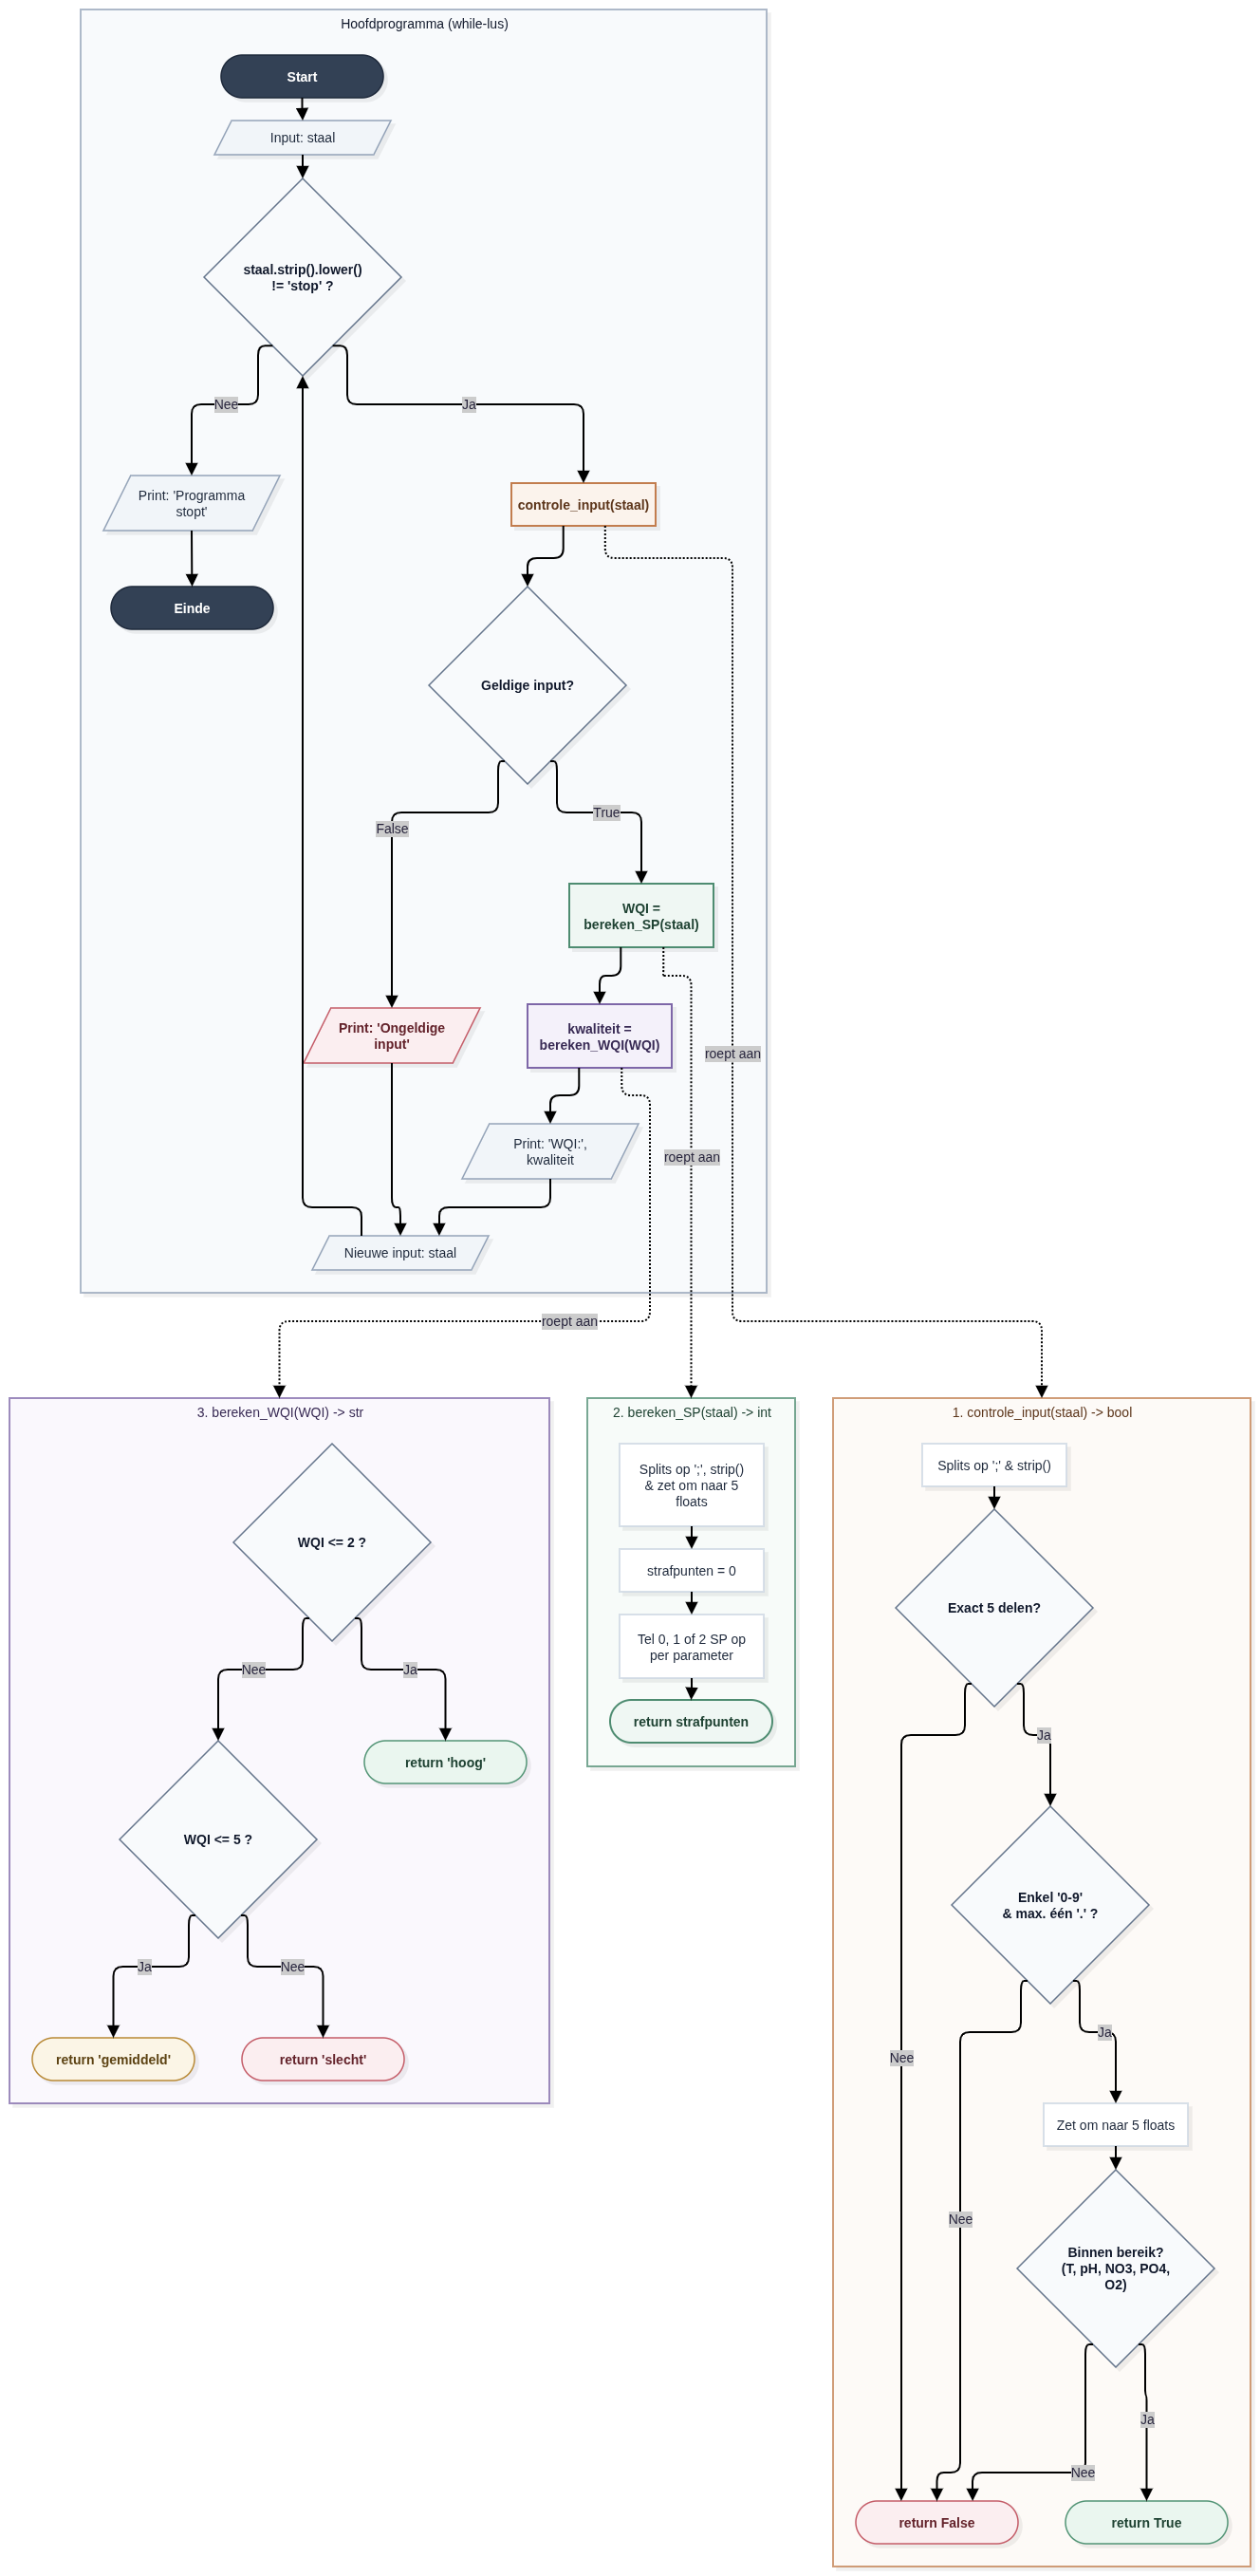 Hoofdprogramma (while-lus)
Start
Input: staal
staal.strip().lower()
!= 'stop' ?
Nee
Ja
Print: 'Programma
stopt'
controle_input(staal)
Einde
Geldige input?
False
True
WQI =
bereken_SP(staal)
Print: 'Ongeldige
input'
kwaliteit =
bereken_WQI(WQI)
roept aan
Print: 'WQI:',
kwaliteit
roept aan
Nieuwe input: staal
roept aan
3. bereken_WQI(WQI) -> str
WQI <= 2 ?
Nee
Ja
return 'hoog'
WQI <= 5 ?
Ja
Nee
return 'gemiddeld'
return 'slecht'
2. bereken_SP(staal) -> int
Splits op ';', strip()
& zet om naar 5
floats
strafpunten = 0
Tel 0, 1 of 2 SP op
per parameter
return strafpunten
1. controle_input(staal) -> bool
Splits op ';' & strip()
Exact 5 delen?
Ja
Enkel '0-9'
& max. één '.' ?
Nee
Ja
Zet om naar 5 floats
Nee
Binnen bereik?
(T, pH, NO3, PO4,
O2)
Ja
Nee
return False
return True